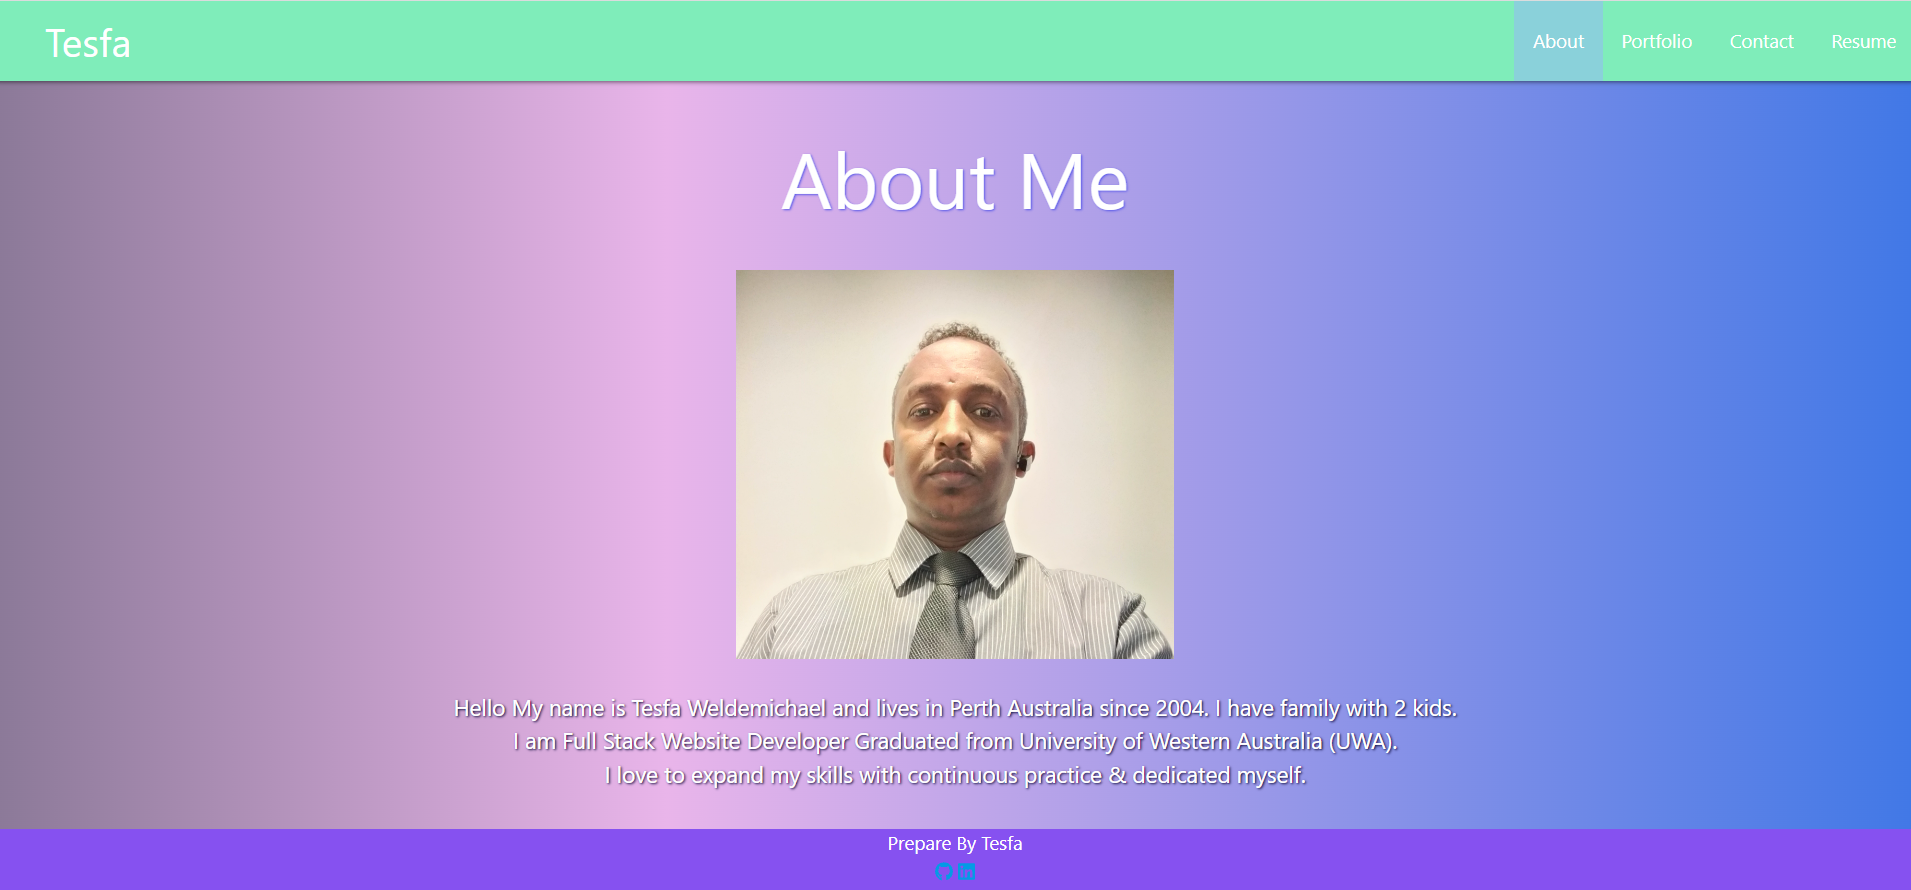 Tesfa
About Portfolio Contact Resume
About Me
Hello My name is Tesfa Weldemichael and lives in Perth Australia since 2004. I have family with 2 kids.
I am Full Stack Website Developer Graduated from University of Western Australia (UWA).
I love to expand my skills with continuous practice & dedicated myself.
Prepare By Tesfa